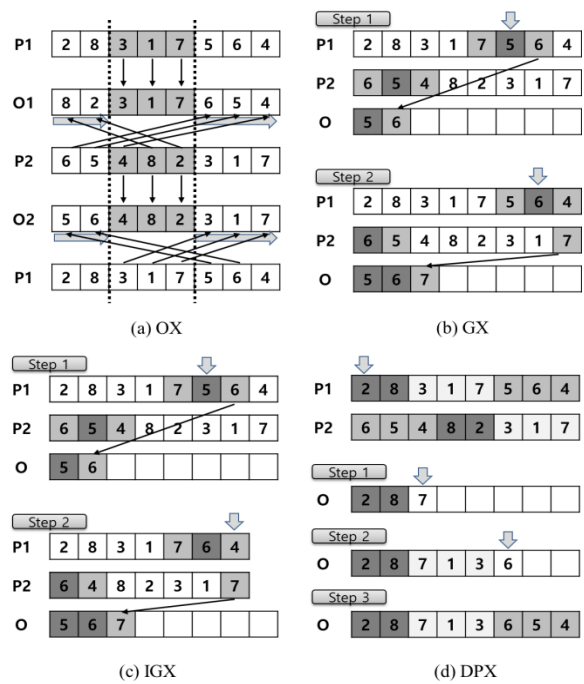 P1 2 8 3 1 7 5 6 4
O1 8 2 3 1 7 6 5 4
P2 6 5 4 8 2 3 1 7
O2 5 6 4 8 2 3 1 7
P1 2 8 3 1 7 5 6 4
(a) OX
Step 1
P1 2 8 3 1 7 5 6 4
P2 6 5 4 8 2 3 1 7
O 5 6
Step 2
P1 2 8 3 1 7 5 6 4
P2 6 5 4 8 2 3 1 7
O 5 6 7
(b) GX
Step 1
P1 2 8 3 1 7 5 6 4
P2 6 5 4 8 2 3 1 7
O 5 6
Step 2
P1 2 8 3 1 7 6 4
P2 6 4 8 2 3 1 7
O 5 6 7
(c) IGX
P1 2 8 3 1 7 5 6 4
P2 6 5 4 8 2 3 1 7
Step 1
O 2 8 7
Step 2
O 2 8 7 1 3 6
Step 3
O 2 8 7 1 3 6 5 4
(d) DPX